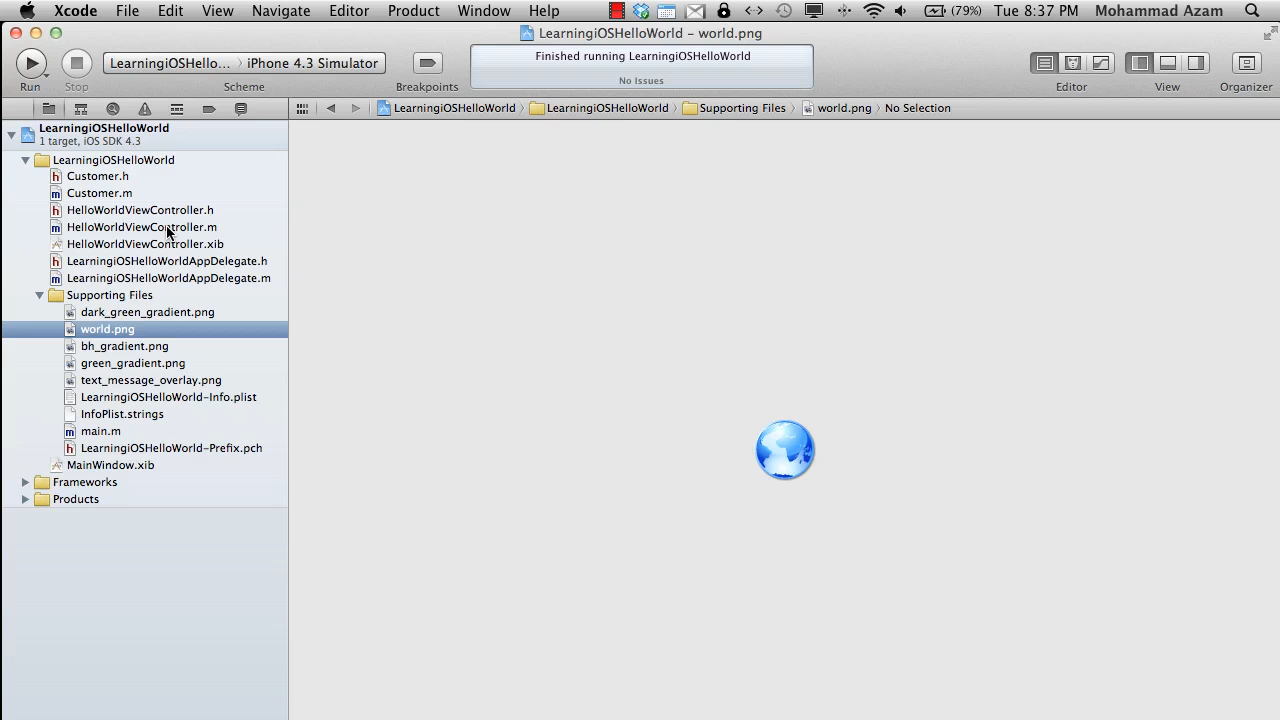 Xcode File Edit View Navigate Editor Product Window Help (79%) Tue 8:37 PM Mohammad Azam
LearningiOSHelloWorld – world.png
LearningiOSHello... iPhone 4.3 Simulator
Finished running LearningiOSHelloWorld
No Issues
Run Stop Scheme Breakpoints Editor View Organizer
LearningiOSHelloWorld LearningiOSHelloWorld Supporting Files world.png No Selection
LearningiOSHelloWorld
1 target, iOS SDK 4.3
LearningiOSHelloWorld
h Customer.h
m Customer.m
h HelloWorldViewController.h
m HelloWorldViewController.m
HelloWorldViewController.xib
h LearningiOSHelloWorldAppDelegate.h
m LearningiOSHelloWorldAppDelegate.m
Supporting Files
dark_green_gradient.png
world.png
bh_gradient.png
green_gradient.png
text_message_overlay.png
LearningiOSHelloWorld-Info.plist
InfoPlist.strings
m main.m
h LearningiOSHelloWorld-Prefix.pch
MainWindow.xib
Frameworks
Products